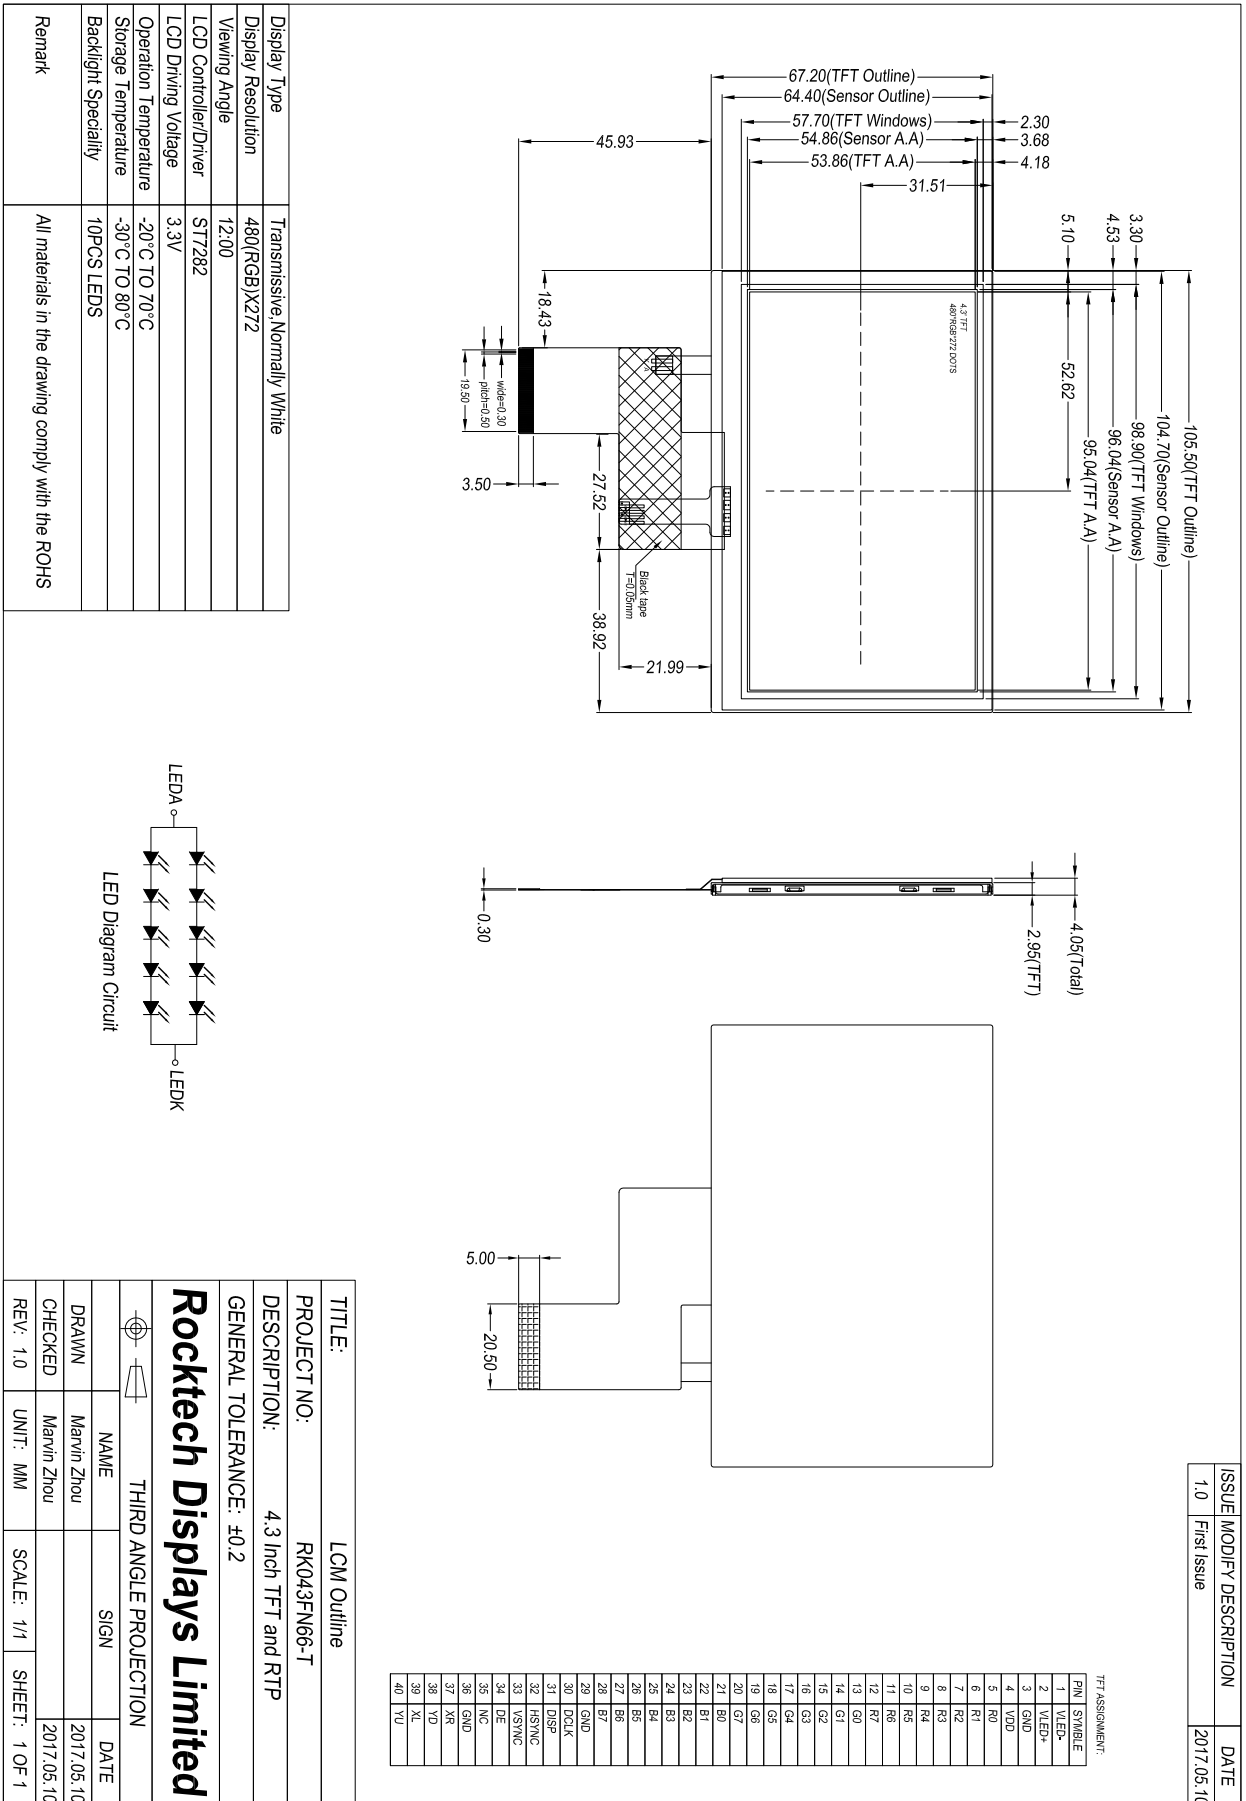 ISSUE MODIFY DESCRIPTION DATE
1.0 First Issue 2017.05.10
105.50(TFT Outline)
104.70(Sensor Outline)
98.90(TFT Windows)
96.04(Sensor A.A)
95.04(TFT A.A)
3.30
4.53
5.10
52.62
67.20(TFT Outline)
64.40(Sensor Outline)
57.70(TFT Windows)
54.86(Sensor A.A)
53.86(TFT A.A)
2.30
3.68
4.18
31.51
45.93
4.3' TFT
480*RGB*272 DOTS
18.43
wide=0.30
pitch=0.50
19.50
3.50
27.52
Black tape
T=0.05mm
38.92
21.99
4.05(Total)
2.95(TFT)
0.30
5.00
20.50
TFT ASSIGNMENT:
PIN SYMBLE
1 VLED-
2 VLED+
3 GND
4 VDD
5 R0
6 R1
7 R2
8 R3
9 R4
10 R5
11 R6
12 R7
13 G0
14 G1
15 G2
16 G3
17 G4
18 G5
19 G6
20 G7
21 B0
22 B1
23 B2
24 B3
25 B4
26 B5
27 B6
28 B7
29 GND
30 DCLK
31 DISP
32 HSYNC
33 VSYNC
34 DE
35 NC
36 GND
37 XR
38 YD
39 XL
40 YU
Display Type Transmissive,Normally White
Display Resolution 480(RGB)X272
Viewing Angle 12:00
LCD Controller/Driver ST7282
LCD Driving Voltage 3.3V
Operation Temperature -20°C TO 70°C
Storage Temperature -30°C TO 80°C
Backlight Speciality 10PCS LEDS
Remark All materials in the drawing comply with the ROHS
LEDA
LEDK
LED Diagram Circuit
TITLE: LCM Outline
PROJECT NO: RK043FN66-T
DESCRIPTION: 4.3 Inch TFT and RTP
GENERAL TOLERANCE: ±0.2
Rocktech Displays Limited
THIRD ANGLE PROJECTION
NAME SIGN DATE
DRAWN Marvin Zhou 2017.05.10
CHECKED Marvin Zhou 2017.05.10
REV: 1.0 UNIT: MM SCALE: 1/1 SHEET: 1 OF 1